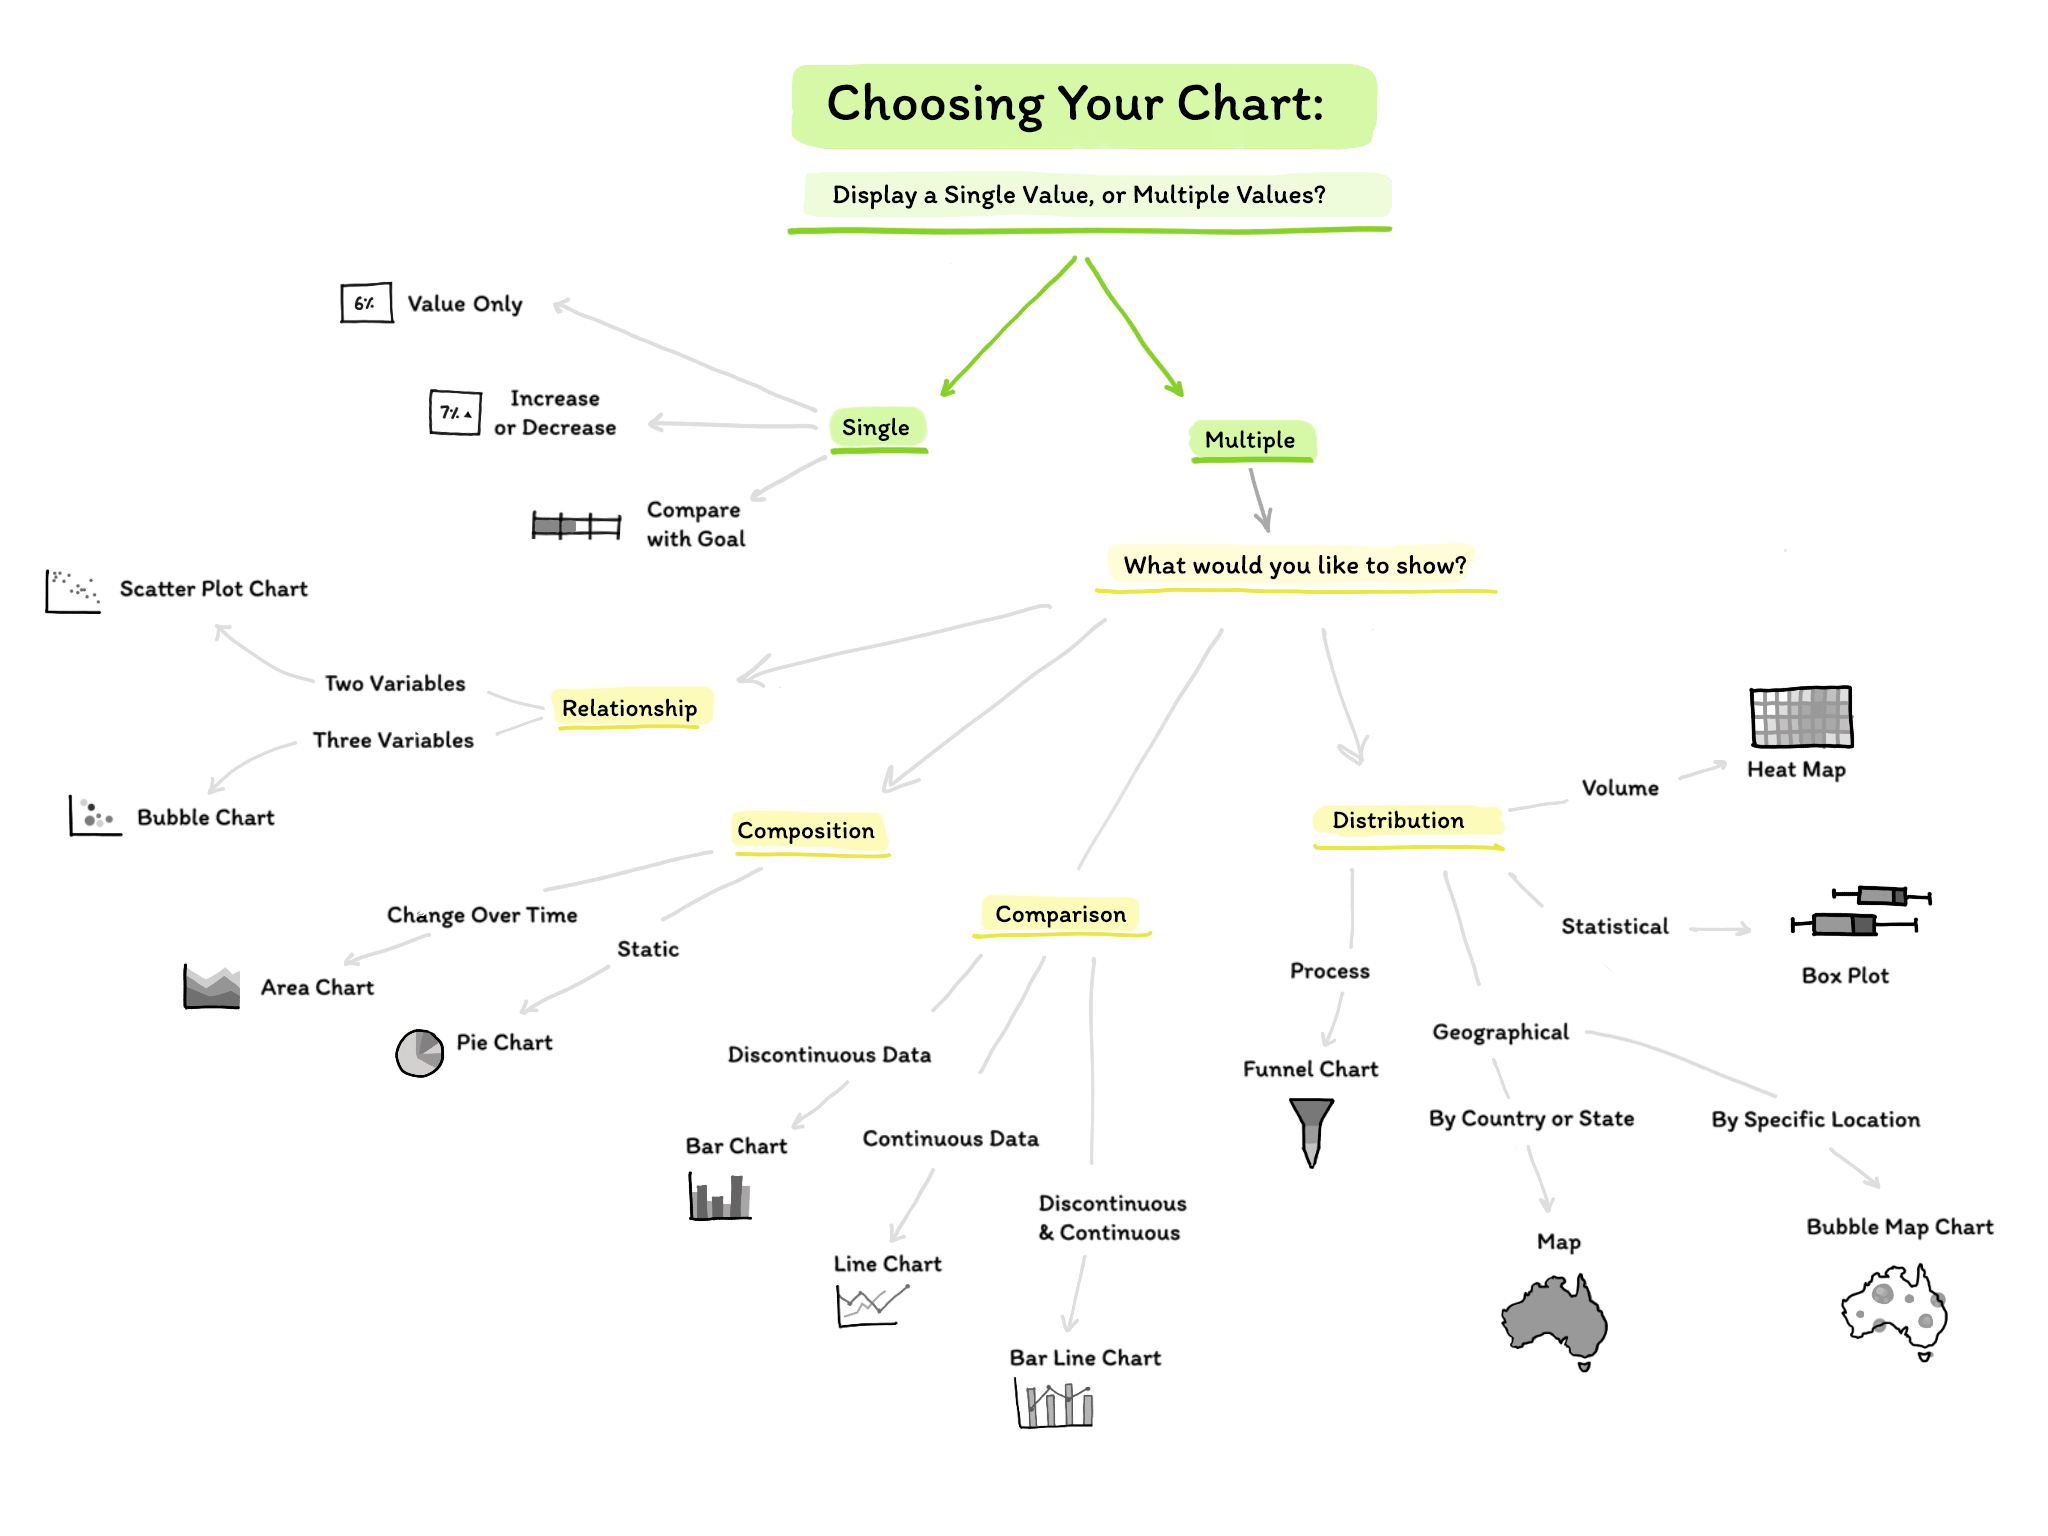 Choosing Your Chart:
Display a Single Value, or Multiple Values?
6%
Value Only
7% ▲
Increase
or Decrease
Single
Multiple
Compare
with Goal
What would you like to show?
Scatter Plot Chart
Two Variables
Relationship
Three Variables
Bubble Chart
Composition
Change Over Time
Static
Area Chart
Pie Chart
Comparison
Discontinuous Data
Bar Chart
Continuous Data
Line Chart
Discontinuous
& Continuous
Bar Line Chart
Distribution
Volume
Heat Map
Statistical
Box Plot
Process
Funnel Chart
Geographical
By Country or State
Map
By Specific Location
Bubble Map Chart